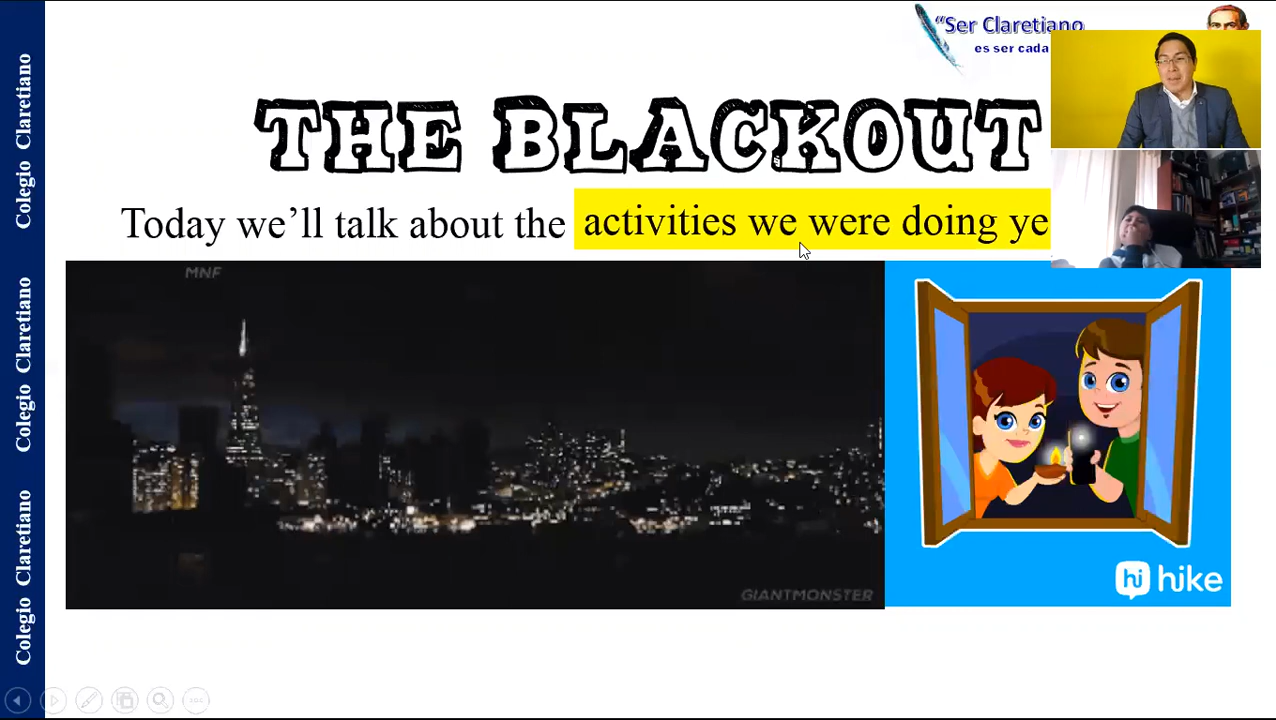 "Ser Claretiano
es ser cada
THE BLACKOUT
Today we'll talk about the activities we were doing ye
MNF
GIANTMONSTER
hi hike
Colegio Claretiano
Colegio Claretiano
Colegio Claretiano